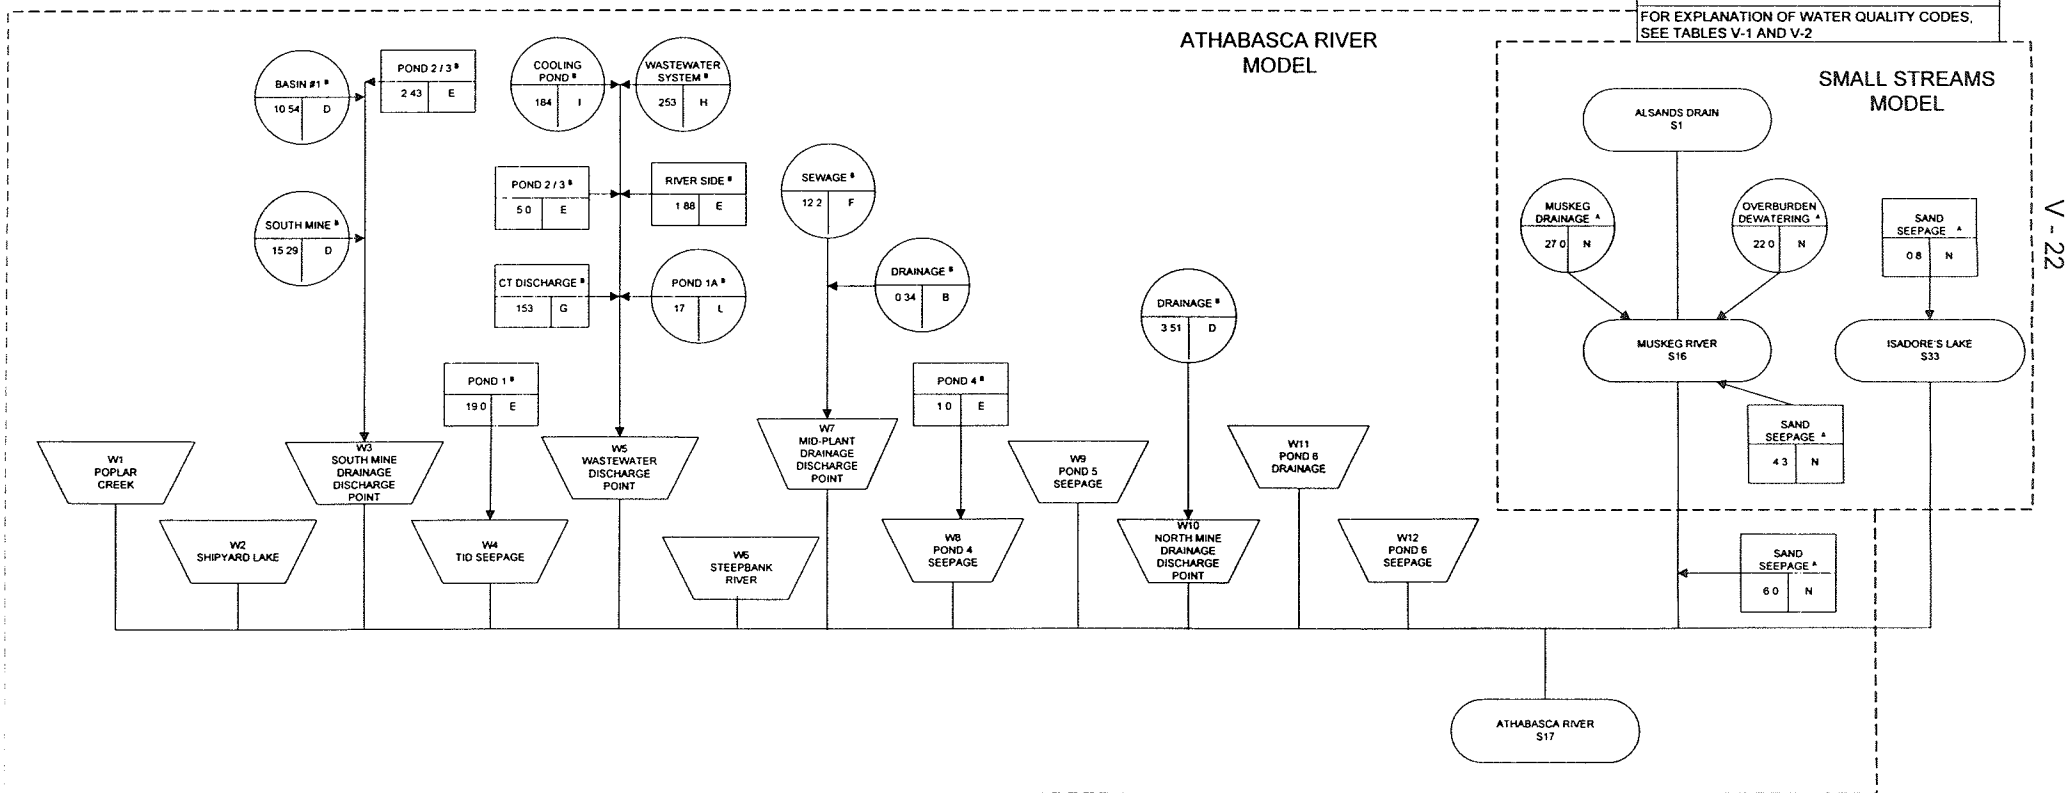 FOR EXPLANATION OF WATER QUALITY CODES,
SEE TABLES V-1 AND V-2
ATHABASCA RIVER
MODEL
SMALL STREAMS
MODEL
V - 22
BASIN #1 B
10 54 D
POND 2 / 3 B
2 43 E
COOLING
POND B
184 I
WASTEWATER
SYSTEM B
253 H
ALSANDS DRAIN
S1
SOUTH MINE B
15 29 D
POND 2 / 3 B
5 0 E
RIVER SIDE B
1 88 E
SEWAGE B
12 2 F
MUSKEG
DRAINAGE A
27 0 N
OVERBURDEN
DEWATERING A
22 0 N
SAND
SEEPAGE A
0 8 N
CT DISCHARGE B
153 G
POND 1A B
17 L
DRAINAGE B
0 34 B
DRAINAGE B
3 51 D
MUSKEG RIVER
S16
ISADORE'S LAKE
S33
POND 1 B
19 0 E
POND 4 B
1 0 E
SAND
SEEPAGE A
4 3 N
W1
POPLAR
CREEK
W2
SHIPYARD LAKE
W3
SOUTH MINE
DRAINAGE
DISCHARGE
POINT
W4
TID SEEPAGE
W5
WASTEWATER
DISCHARGE
POINT
W6
STEEPBANK
RIVER
W7
MID-PLANT
DRAINAGE
DISCHARGE
POINT
W8
POND 4
SEEPAGE
W9
POND 5
SEEPAGE
W10
NORTH MINE
DRAINAGE
DISCHARGE
POINT
W11
POND 6
DRAINAGE
W12
POND 6
SEEPAGE
SAND
SEEPAGE A
6 0 N
ATHABASCA RIVER
S17